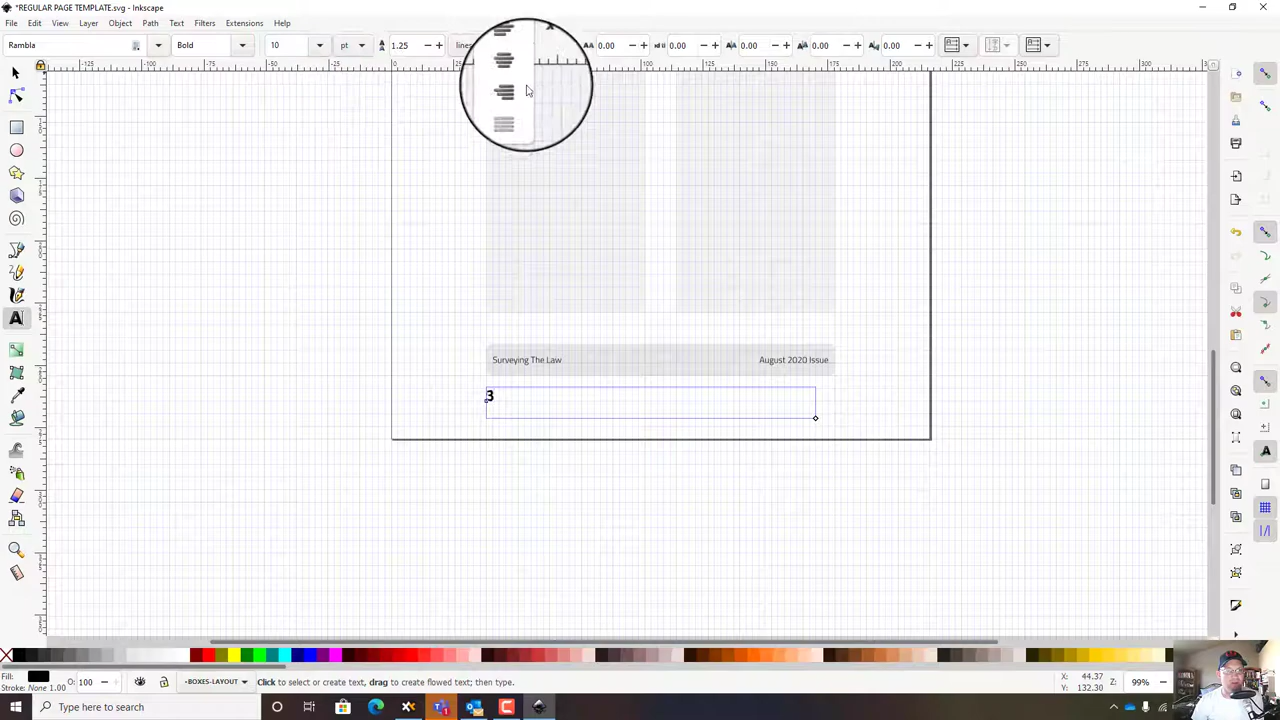 *REGULAR PAGE TEMPLATE.svg - Inkscape
File Edit View Layer Object Path Text Filters Extensions Help
Rambla Bold 10 pt 1.25 lines 0.00 0.00 0.00 0.00 0.00
Surveying The Law August 2020 Issue
3
Fill:
Stroke: None 1.00 O: 100 -BOXES-LAYOUT Click to select or create text, drag to create flowed text; then type. X: 44.37 Z: 99%
Y: 132.30
Type here to search